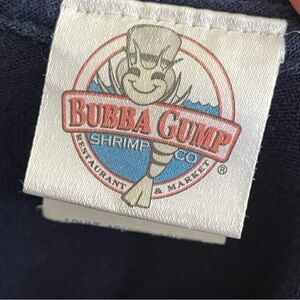 BUBBA GUMP
SHRIMP CO
RESTAURANT & MARKET
®